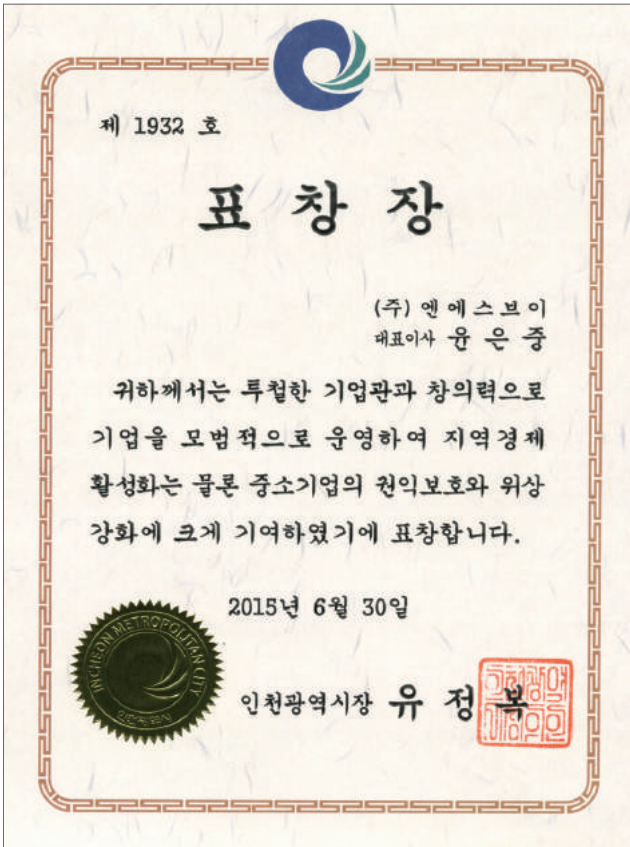 제 1932 호
표 창 장
(주) 엔에스브이
대표이사 윤 은 중
귀하께서는 투철한 기업관과 창의력으로
기업을 모범적으로 운영하여 지역경제
활성화는 물론 중소기업의 권익보호와 위상
강화에 크게 기여하였기에 표창합니다.
2015년 6월 30일
INCHEON METROPOLITAN CITY
인천광역시
인천광역시장 유 정 복